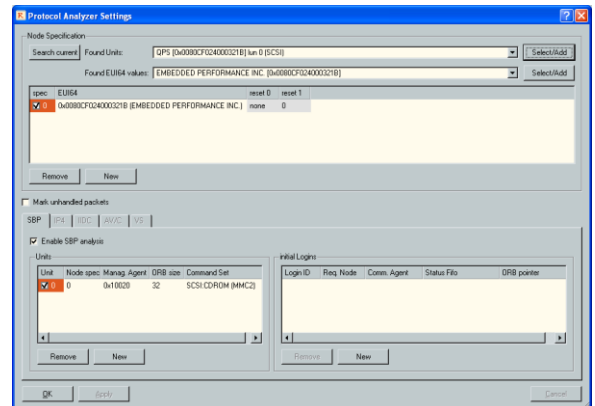 Protocol Analyzer Settings
Node Specification
Search current Found Units: QPS [0x0080CF024000321B] lun 0 (SCSI) Select/Add
Found EUI64 values: EMBEDDED PERFORMANCE INC. [0x0080CF024000321B] Select/Add
spec EUI64 reset 0 reset 1
0 0x0080CF024000321B (EMBEDDED PERFORMANCE INC.) none 0
Remove New
Mark unhandled packets
SBP IP4 IIDC AV/C VS
Enable SBP analysis
Units
Unit Node spec Manag. Agent ORB size Command Set
0 0 0x10020 32 SCSI:CDROM (MMC2)
Remove New
initial Logins
Login ID Req. Node Comm. Agent Status Fifo ORB pointer
Remove New
OK Apply Cancel